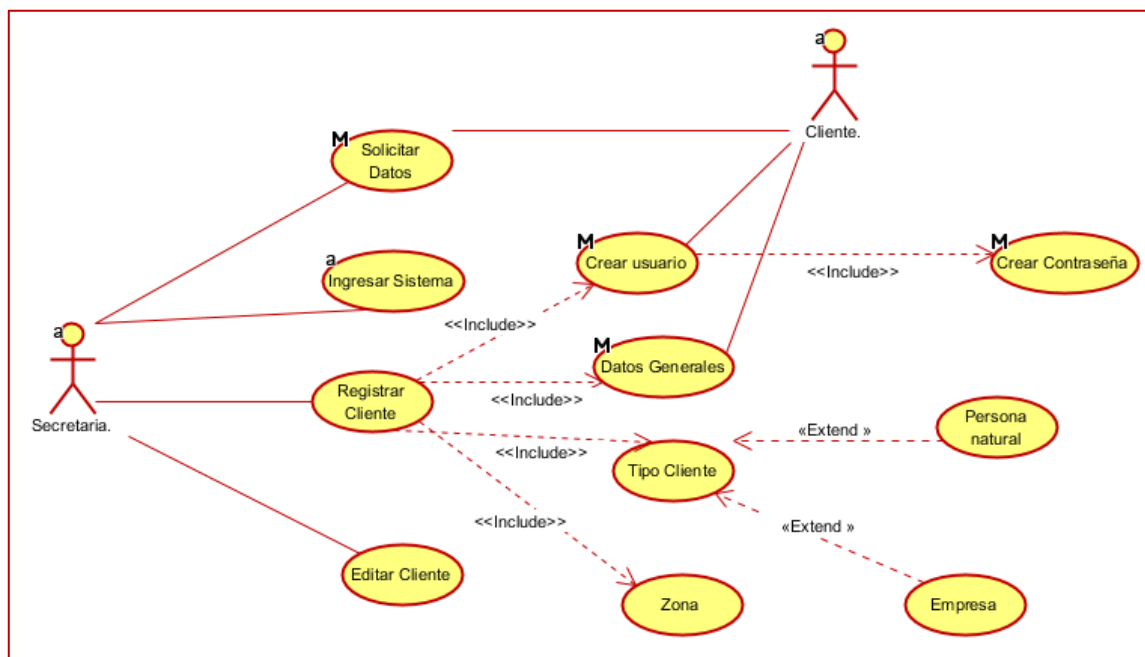 a
Cliente.
M
Solicitar
Datos
M
Crear usuario
<<Include>>
M
Crear Contraseña
a
Ingresar Sistema
<<Include>>
a
Secretaria.
M
Datos Generales
Registrar
Cliente
<<Include>>
Persona
natural
«Extend »
<<Include>>
Tipo Cliente
<<Include>>
«Extend »
Editar Cliente
Zona
Empresa